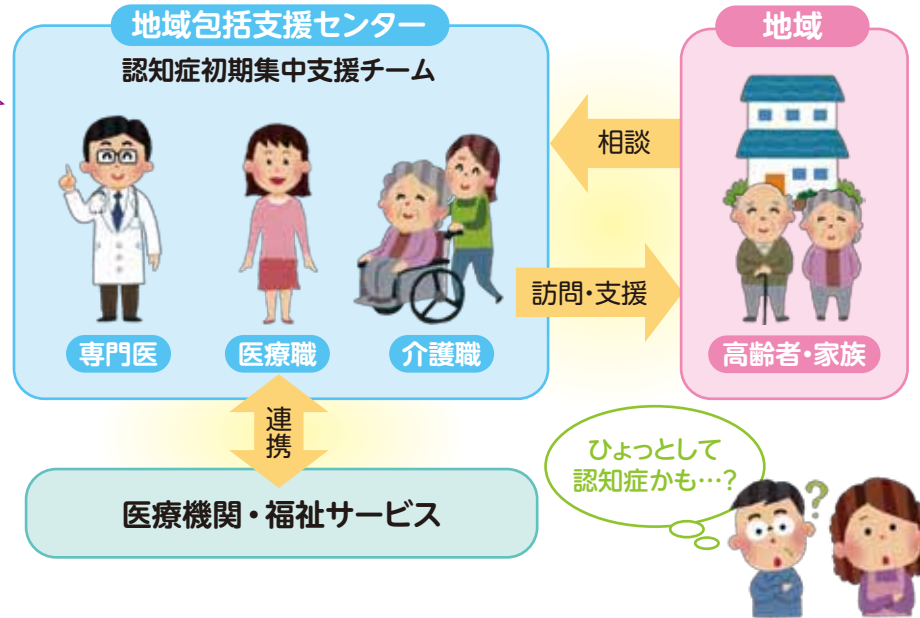 地域包括支援センター
認知症初期集中支援チーム
専門医
医療職
介護職
相談
訪問・支援
地域
高齢者・家族
連携
医療機関・福祉サービス
ひょっとして
認知症かも…?
?